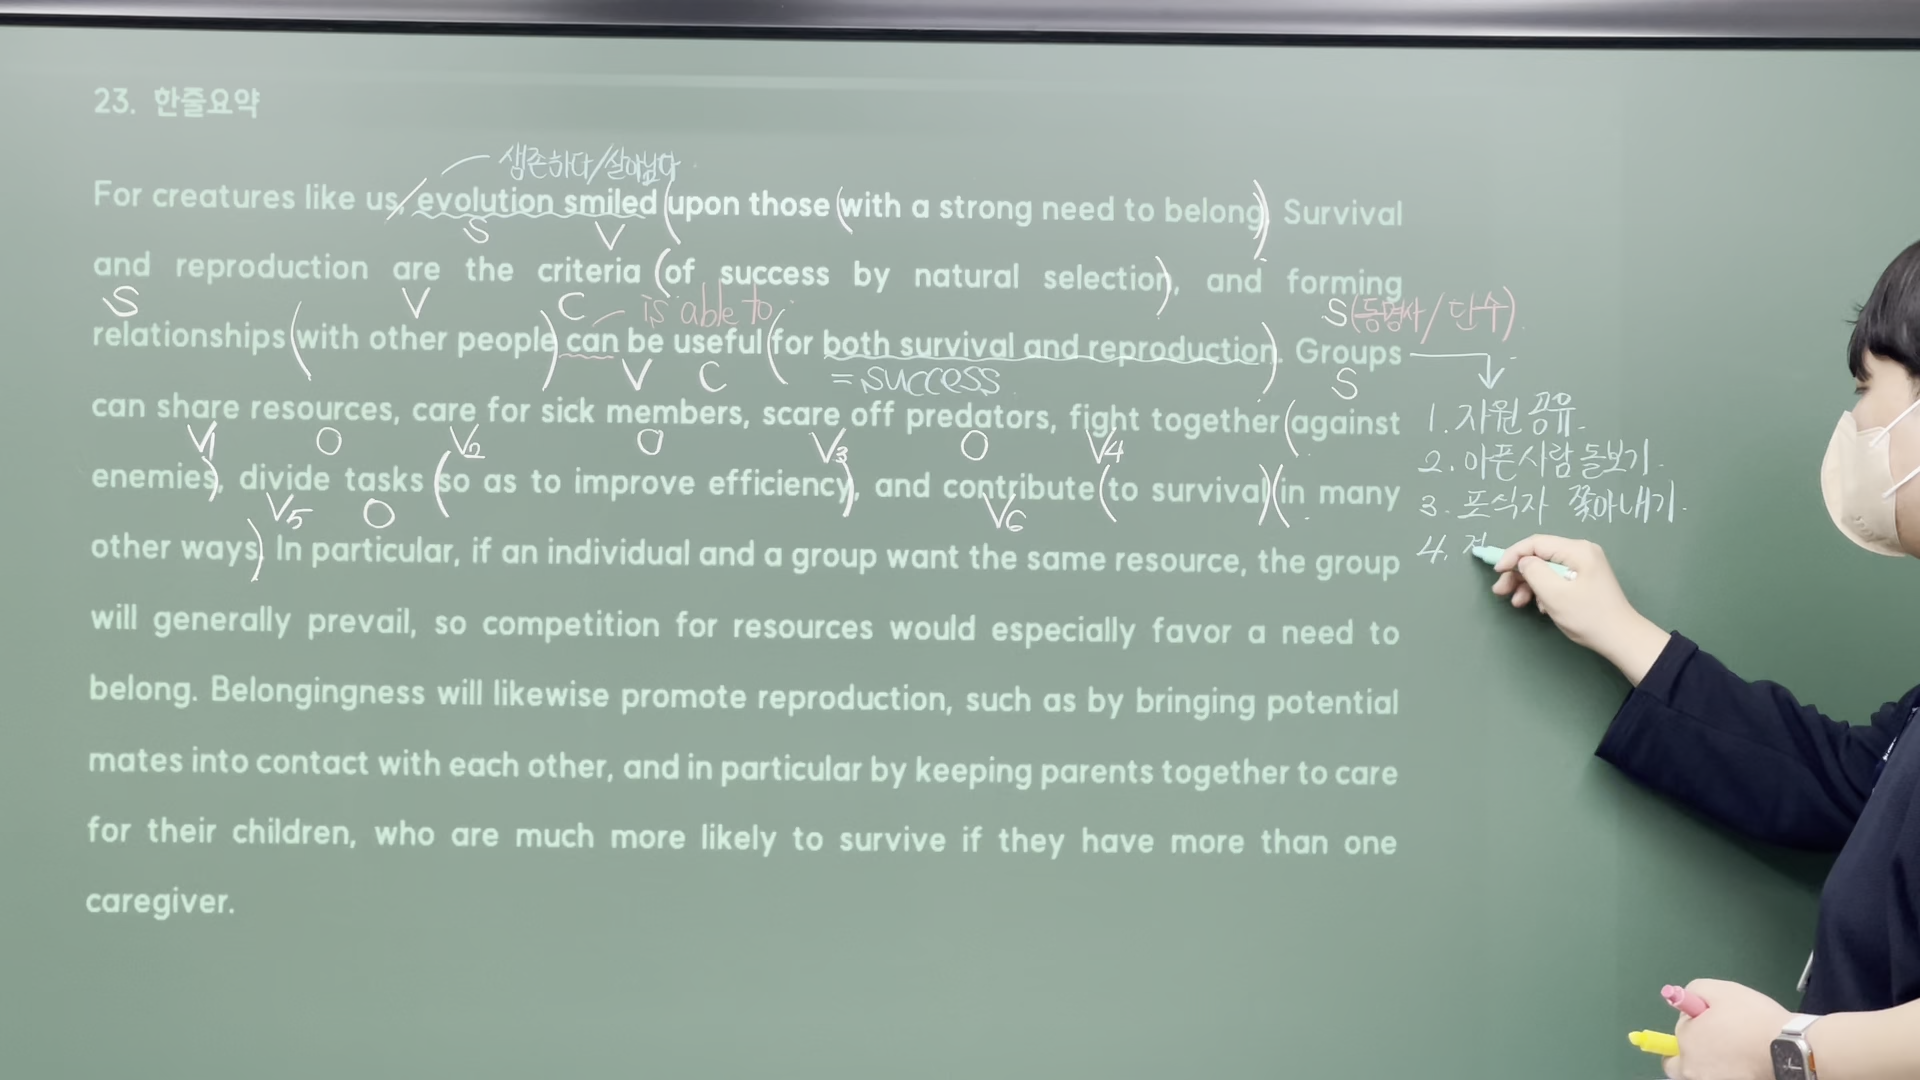 23. 한줄요약
생존하다/살아남다.
For creatures like us, evolution smiled upon those with a strong need to belong. Survival
S V
and reproduction are the criteria of success by natural selection, and forming
S V C is able to. S(동명사/단수).
relationships with other people can be useful for both survival and reproduction. Groups
V C = success. S
can share resources, care for sick members, scare off predators, fight together against
V1 O V2 O V3 O V4
enemies, divide tasks so as to improve efficiency, and contribute to survival in many
V5 O V6
other ways. In particular, if an individual and a group want the same resource, the group
will generally prevail, so competition for resources would especially favor a need to
belong. Belongingness will likewise promote reproduction, such as by bringing potential
mates into contact with each other, and in particular by keeping parents together to care
for their children, who are much more likely to survive if they have more than one
caregiver.
1. 자원 공유.
2. 아픈사람 돌보기.
3. 포식자 쫓아내기.
4.